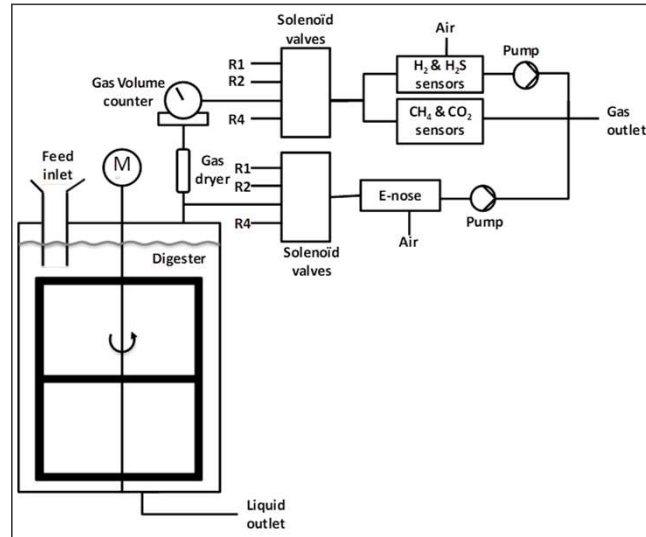 Solenoïd
valves
Air
Pump
R1
R2
R4
H2 & H2S
sensors
CH4 & CO2
sensors
Gas Volume
counter
Gas
outlet
Feed
inlet
M
Gas
dryer
R1
R2
R4
E-nose
Air
Pump
Solenoïd
valves
Digester
Liquid
outlet